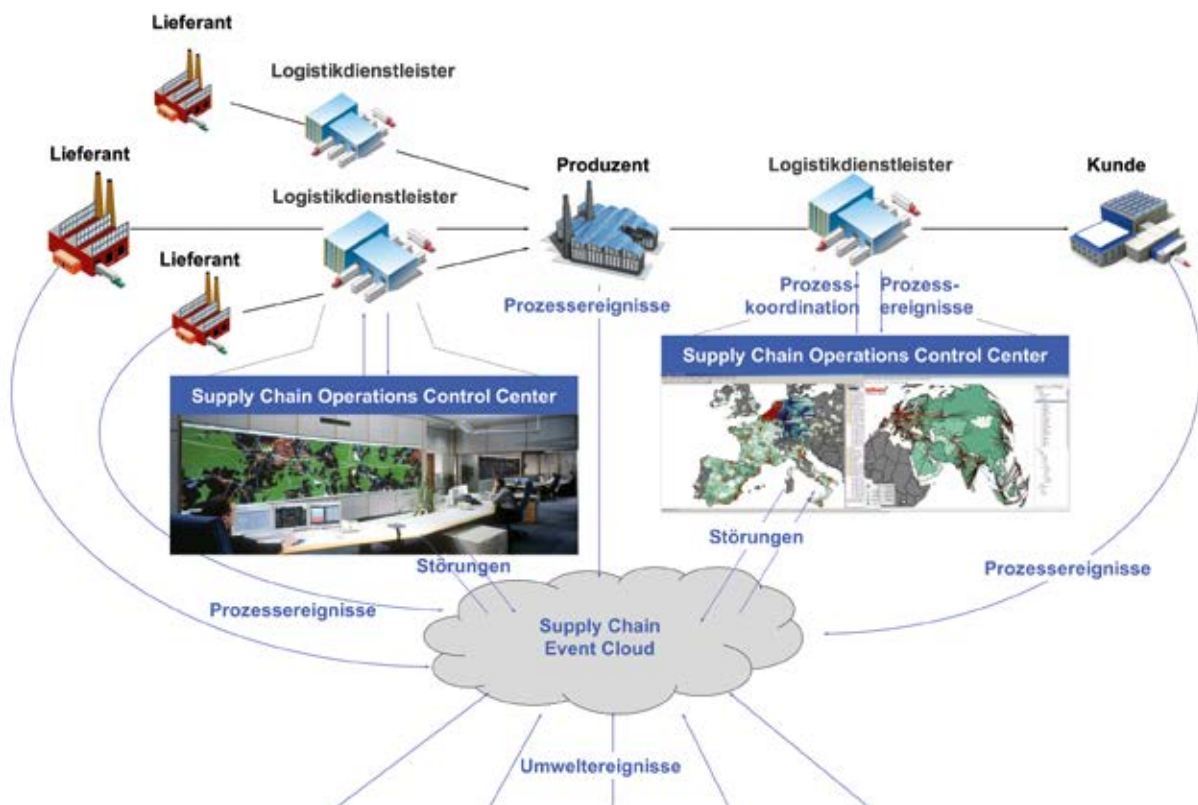 Lieferant
Logistikdienstleister
Lieferant
Produzent
Logistikdienstleister
Kunde
Logistikdienstleister
Lieferant
Prozessereignisse
Prozess-
koordination
Prozess-
ereignisse
Supply Chain Operations Control Center
Supply Chain Operations Control Center
Störungen
Störungen
Prozessereignisse
Prozessereignisse
Supply Chain
Event Cloud
Umweltereignisse